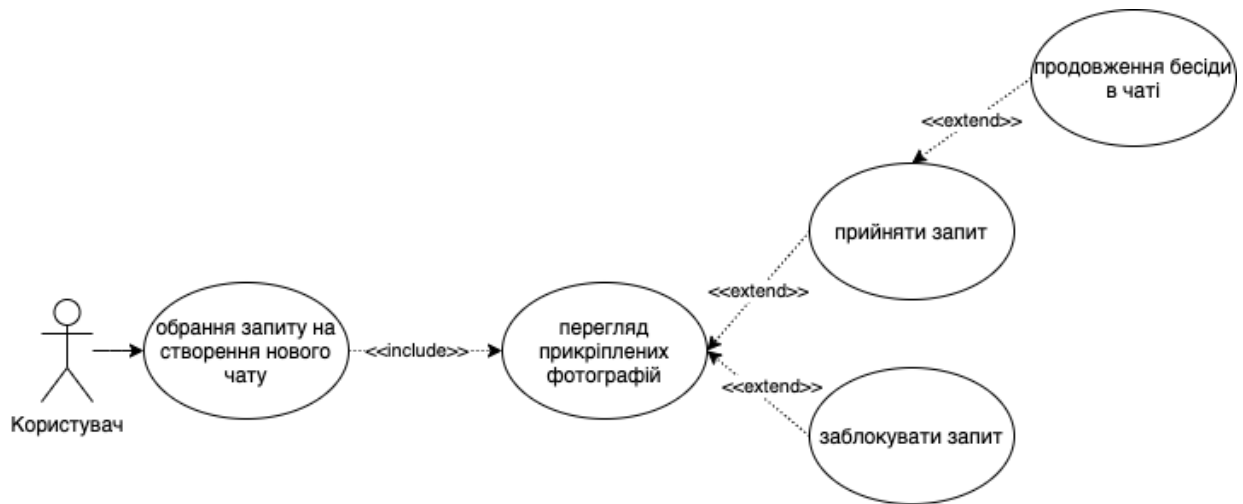 продовження бесіди
в чаті
<<extend>>
прийняти запит
<<extend>>
обрання запиту на
створення нового
чату
<<include>>
перегляд
прикріплених
фотографій
<<extend>>
заблокувати запит
Користувач